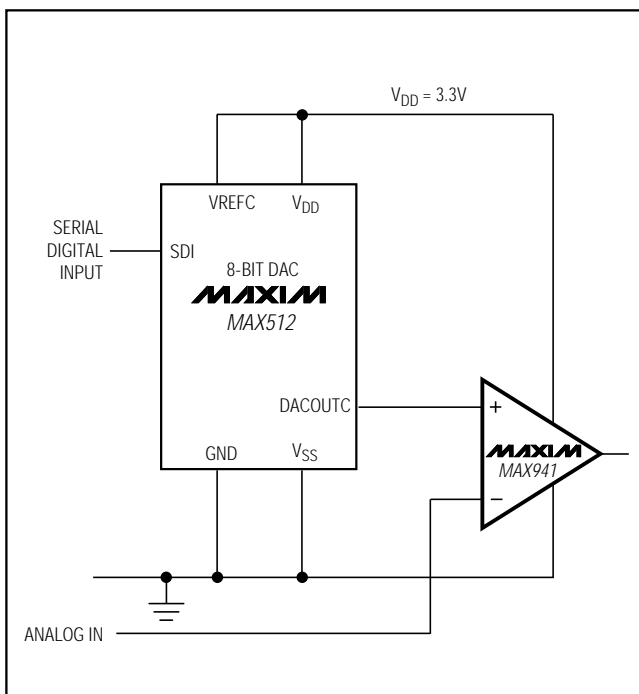 V_DD = 3.3V
VREFC
V_DD
SERIAL
DIGITAL
INPUT
SDI
8-BIT DAC
MAXIM
MAX512
DACOUTC
GND
V_SS
+
MAXIM
MAX941
−
ANALOG IN